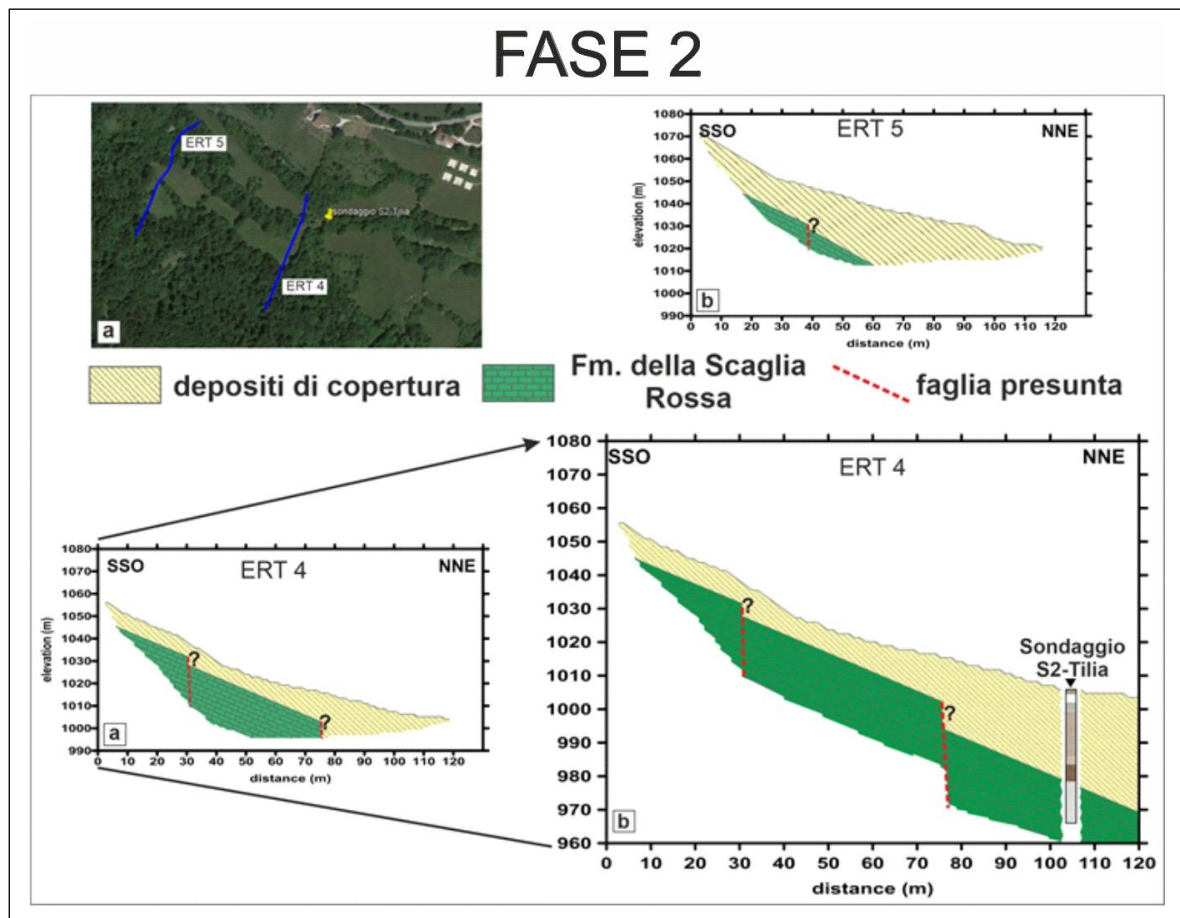 FASE 2
ERT 5
sondaggio S2-Tilia
ERT 4
a
SSO ERT 5 NNE
1080
1070
1060
1050
1040
1030
1020
1010
1000
990
elevation (m)
?
b
0 10 20 30 40 50 60 70 80 90 100 110 120
distance (m)
depositi di copertura
Fm. della Scaglia
Rossa
faglia presunta
SSO ERT 4 NNE
1080
1070
1060
1050
1040
1030
1020
1010
1000
990
elevation (m)
?
?
a
0 10 20 30 40 50 60 70 80 90 100 110 120
distance (m)
SSO ERT 4 NNE
1080
1070
1060
1050
1040
1030
1020
1010
1000
990
980
970
960
?
?
Sondaggio
S2-Tilia
b
0 10 20 30 40 50 60 70 80 90 100 110 120
distance (m)